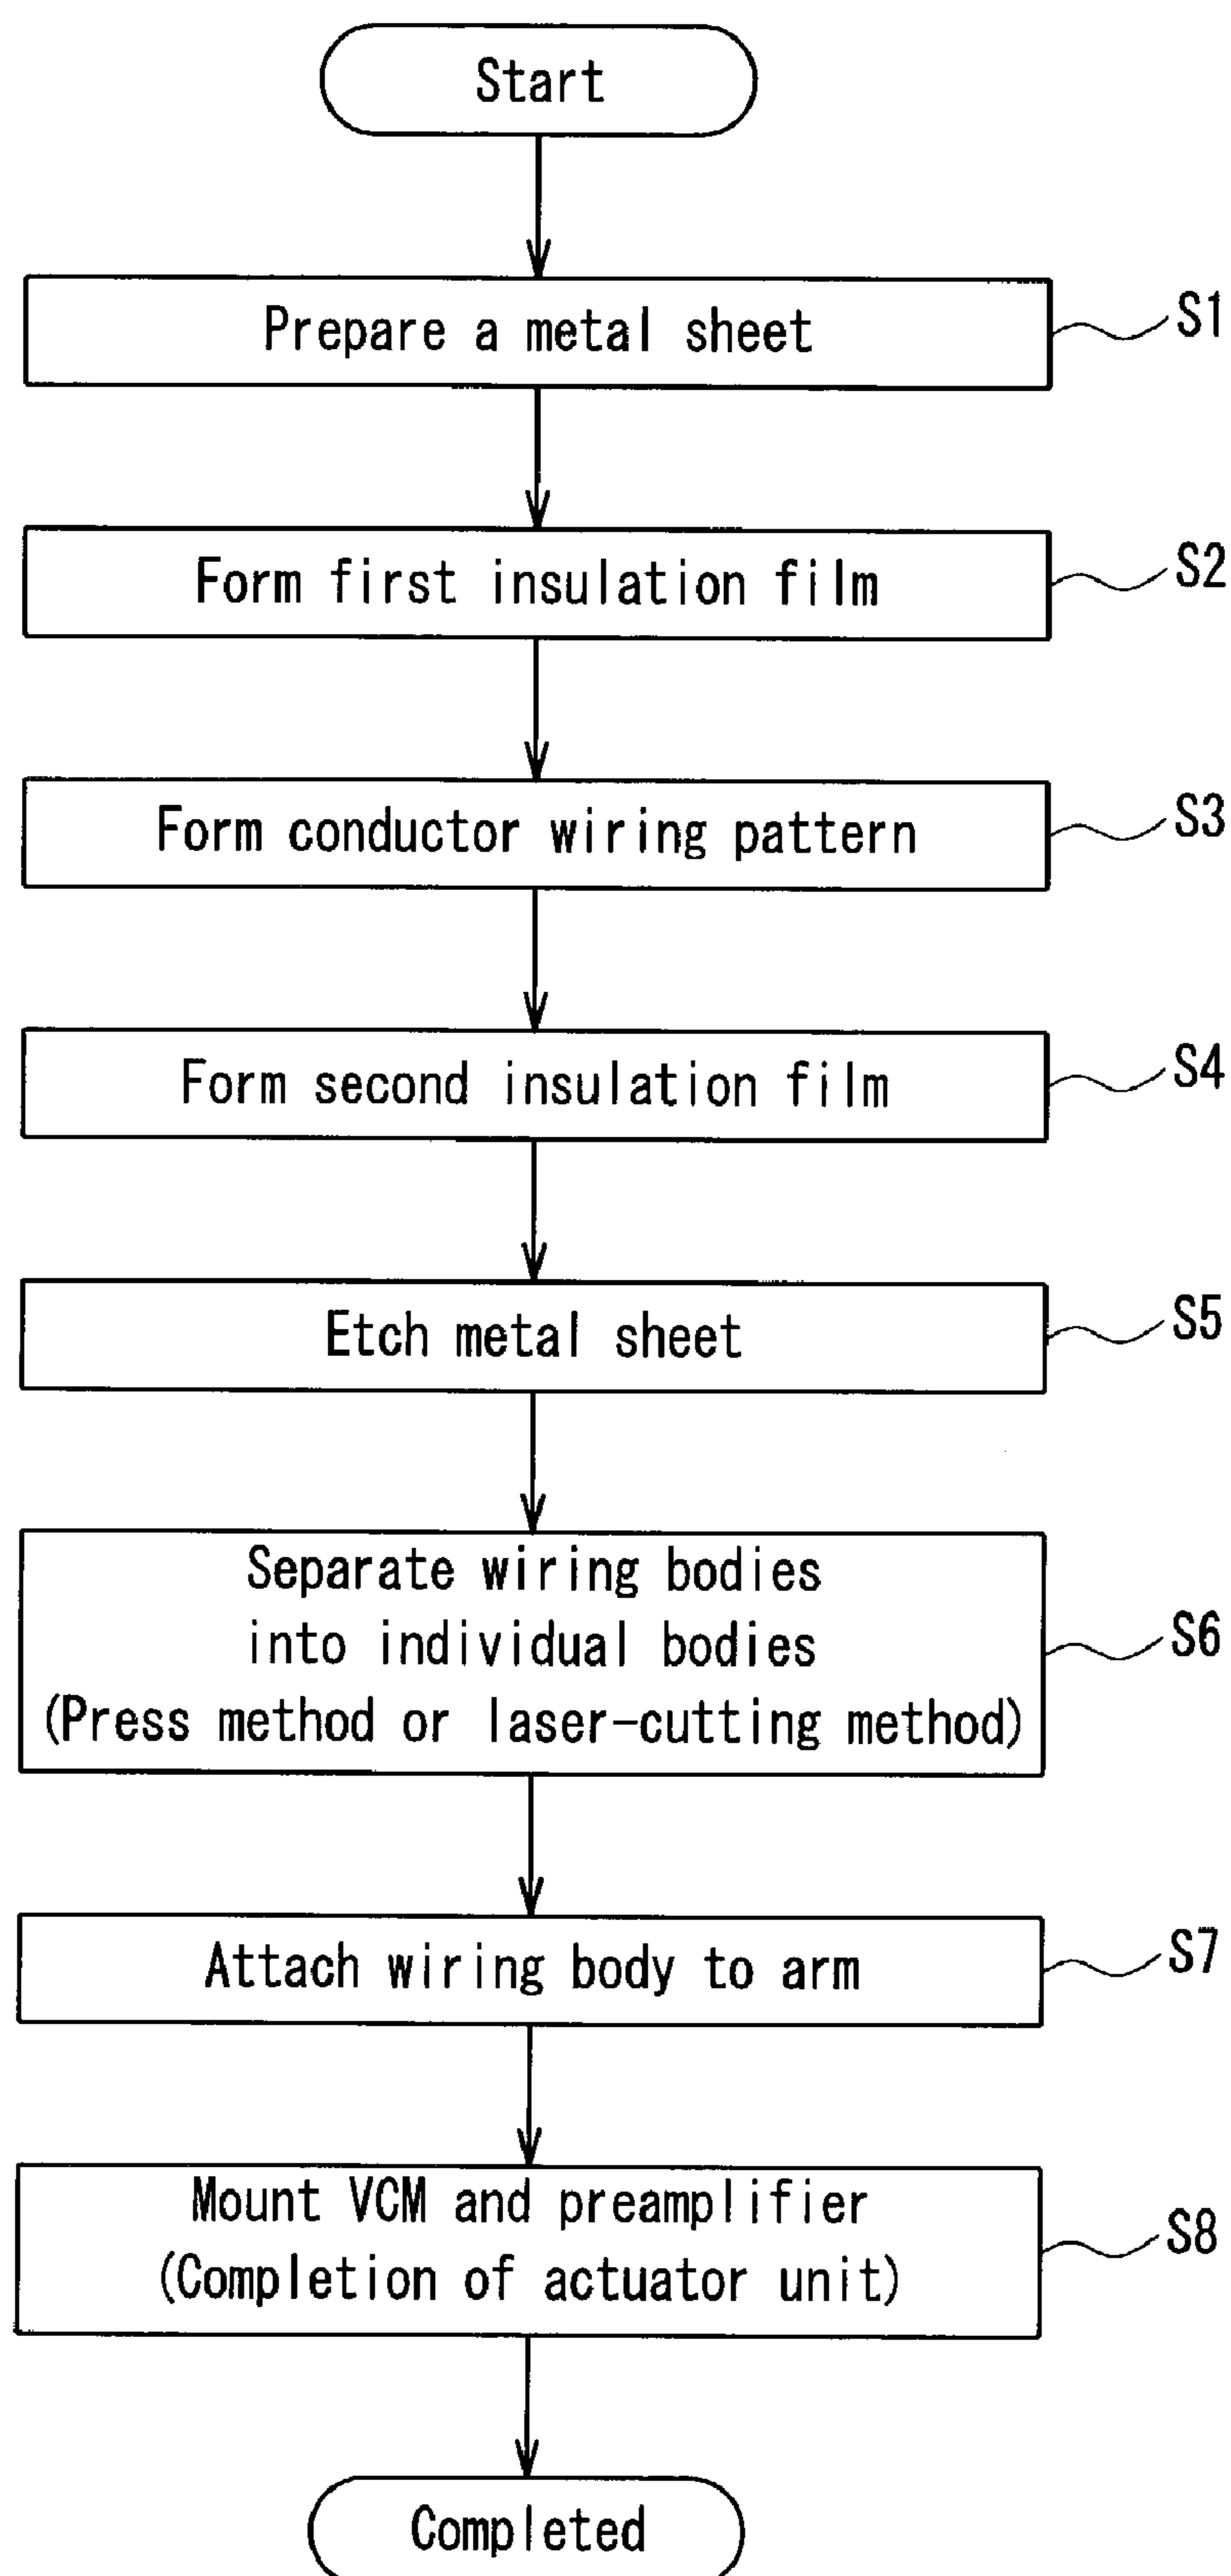 Start
Prepare a metal sheet
S1
Form first insulation film
S2
Form conductor wiring pattern
S3
Form second insulation film
S4
Etch metal sheet
S5
Separate wiring bodies
into individual bodies
(Press method or laser-cutting method)
S6
Attach wiring body to arm
S7
Mount VCM and preamplifier
(Completion of actuator unit)
S8
Completed